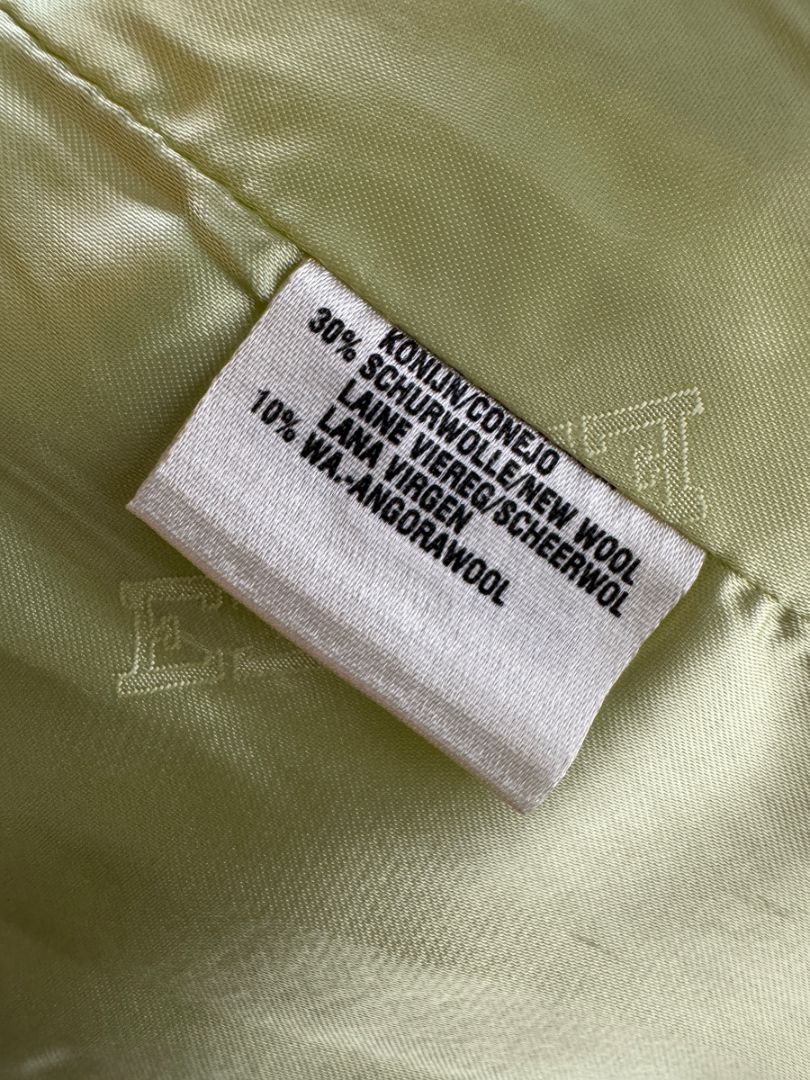 KONIJN/CONEJO
30% SCHURWOLLE/NEW WOOL
LAINE VIEREG/SCHEERWOL
LANA VIRGEN
10% WA.-ANGORAWOOL